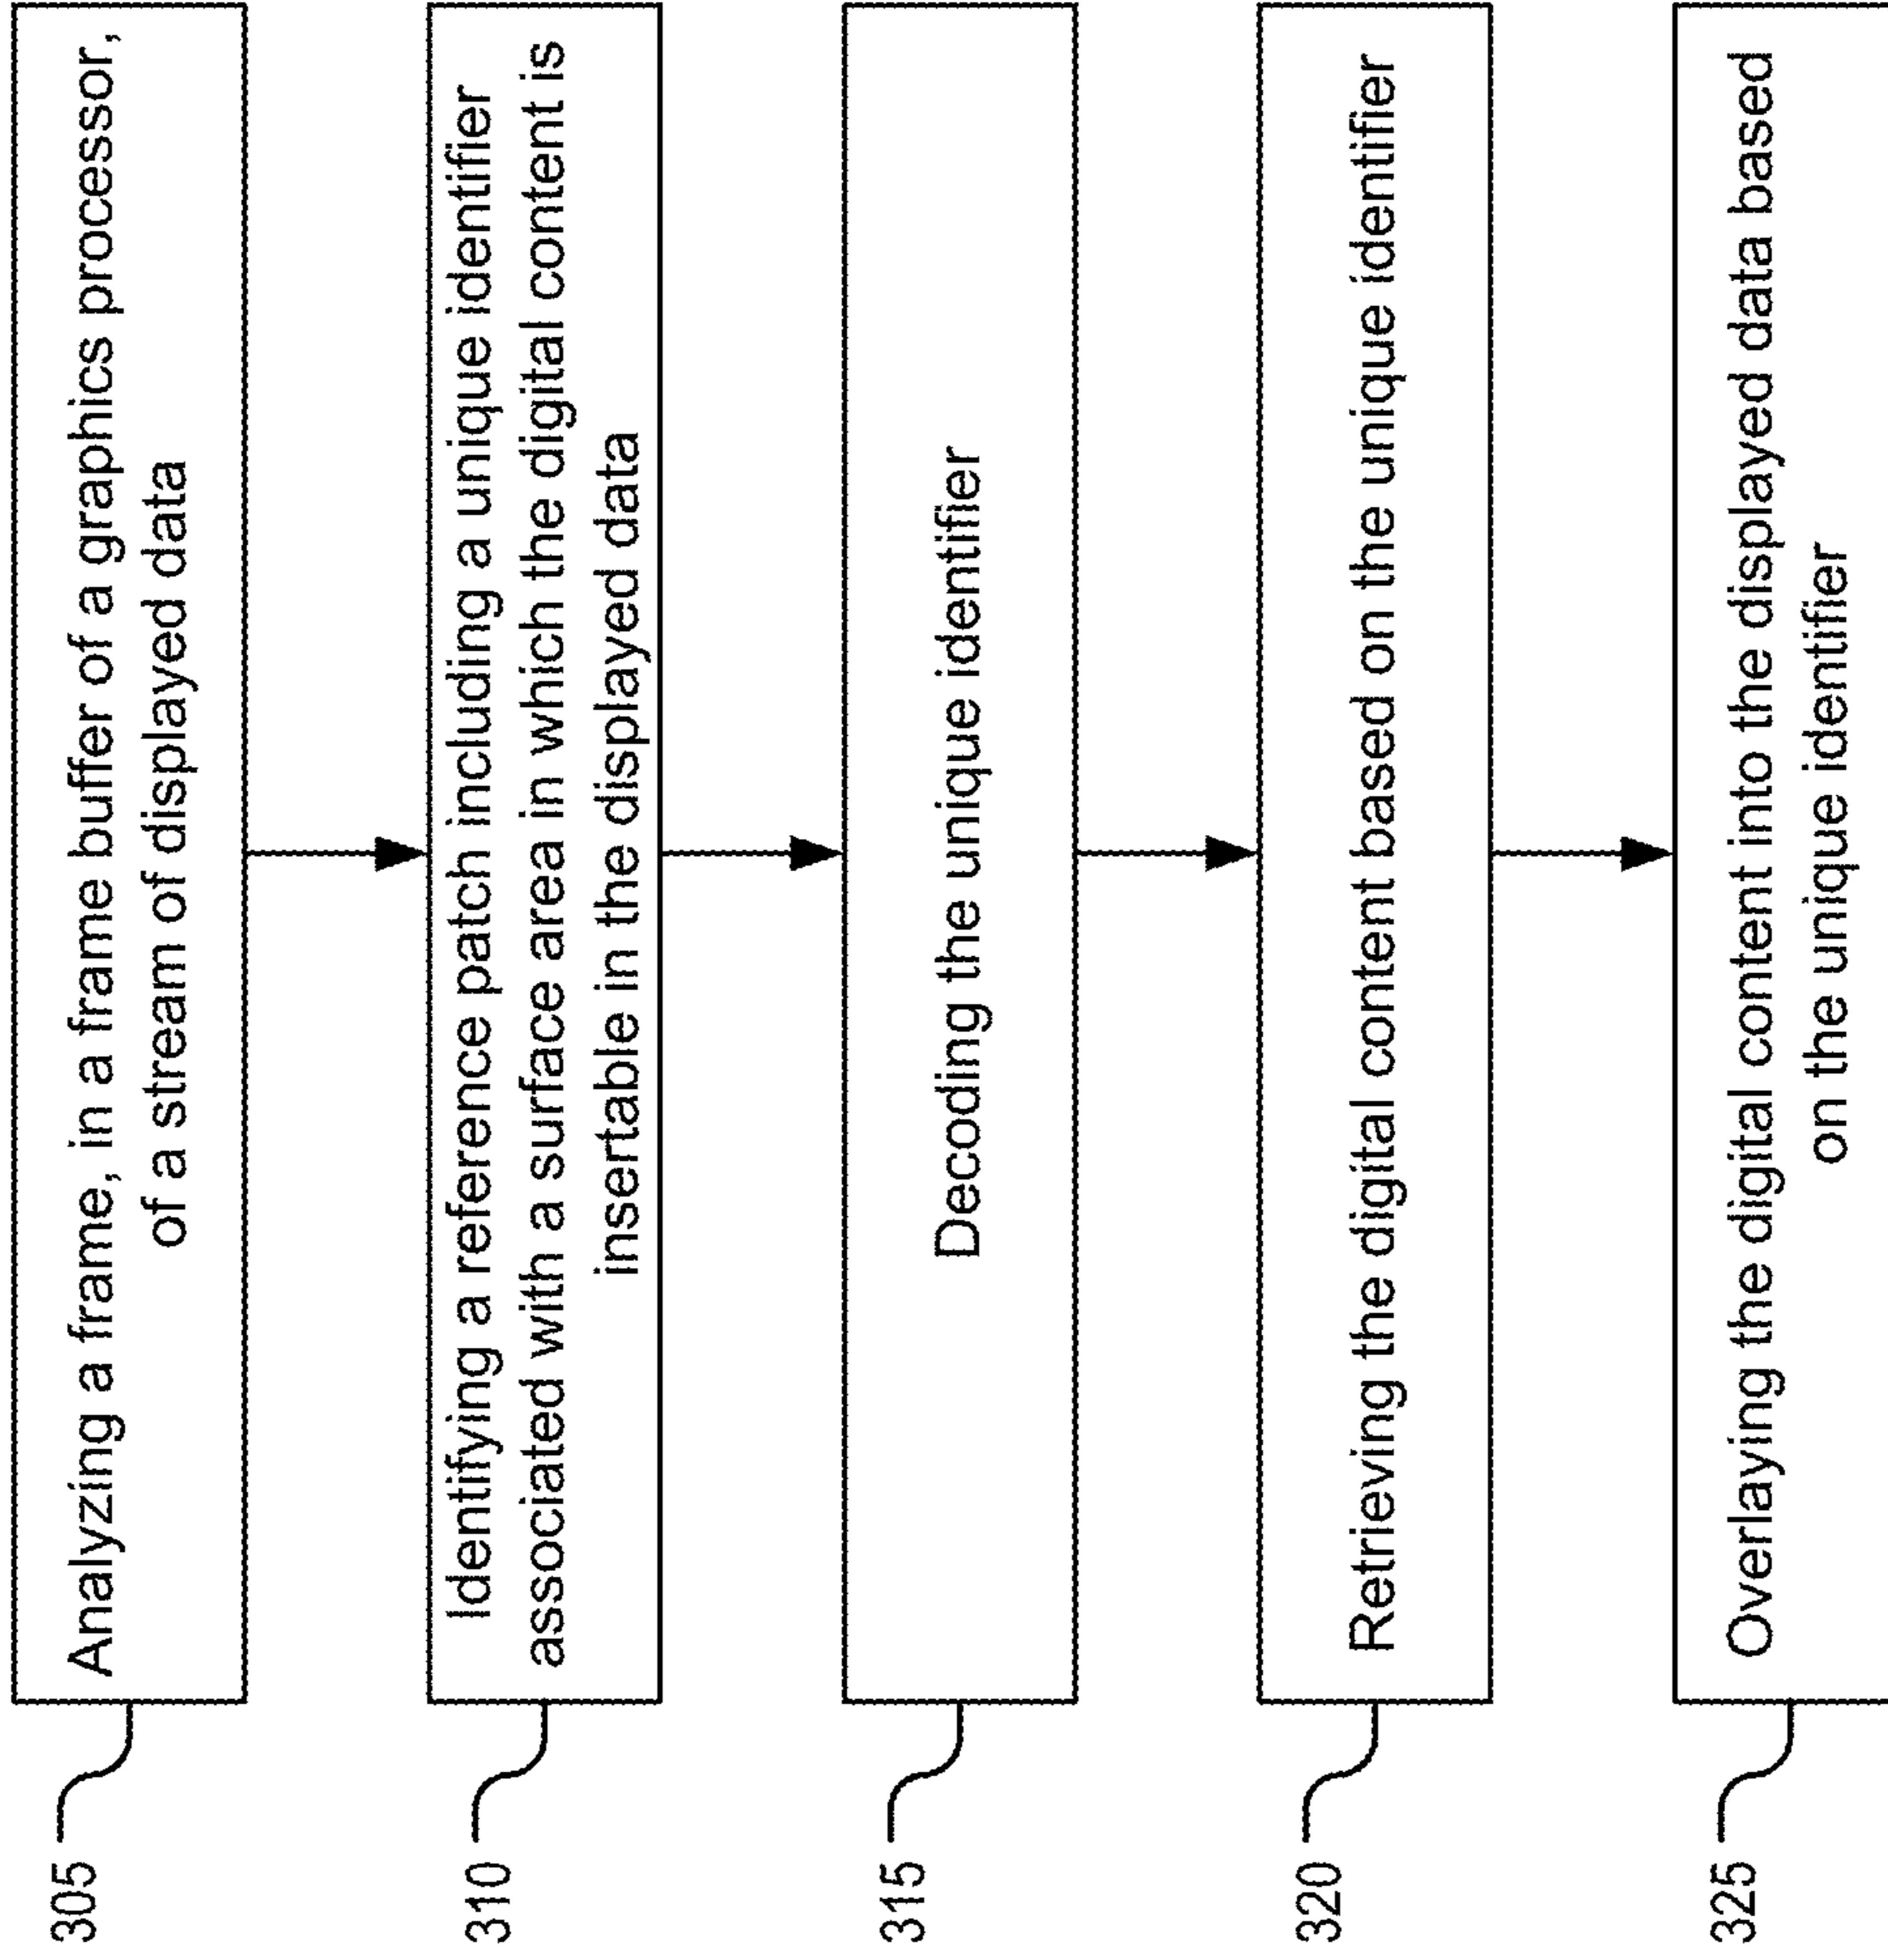 305
Analyzing a frame, in a frame buffer of a graphics processor,
of a stream of displayed data
310
Identifying a reference patch including a unique identifier
associated with a surface area in which the digital content is
insertable in the displayed data
315
Decoding the unique identifier
320
Retrieving the digital content based on the unique identifier
325
Overlaying the digital content into the displayed data based
on the unique identifier